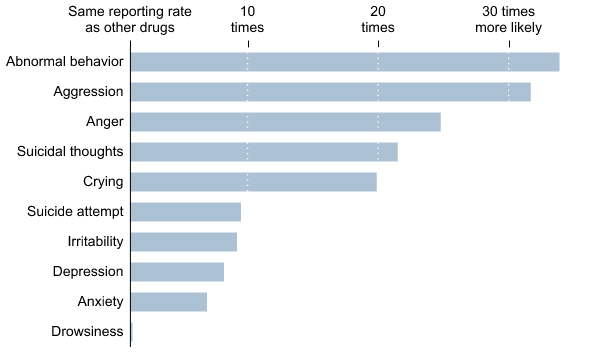 Same reporting rate
as other drugs
10
times
20
times
30 times
more likely
Abnormal behavior
Aggression
Anger
Suicidal thoughts
Crying
Suicide attempt
Irritability
Depression
Anxiety
Drowsiness